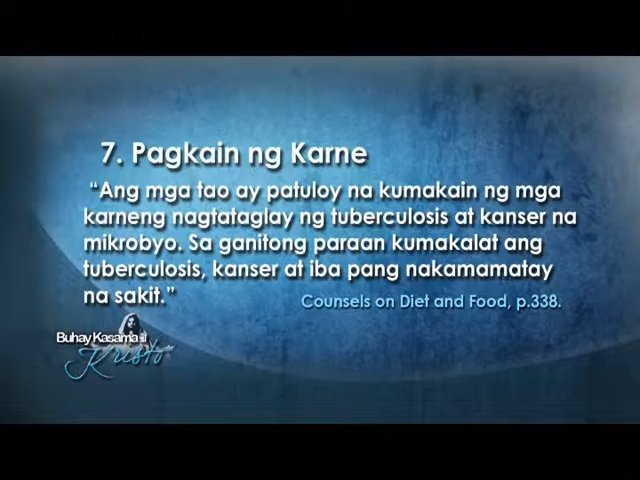 7. Pagkain ng Karne
“Ang mga tao ay patuloy na kumakain ng mga
karneng nagtataglay ng tuberculosis at kanser na
mikrobyo. Sa ganitong paraan kumakalat ang
tuberculosis, kanser at iba pang nakamamatay
na sakit.”
Counsels on Diet and Food, p.338.
Buhay Kasama si
Kristo